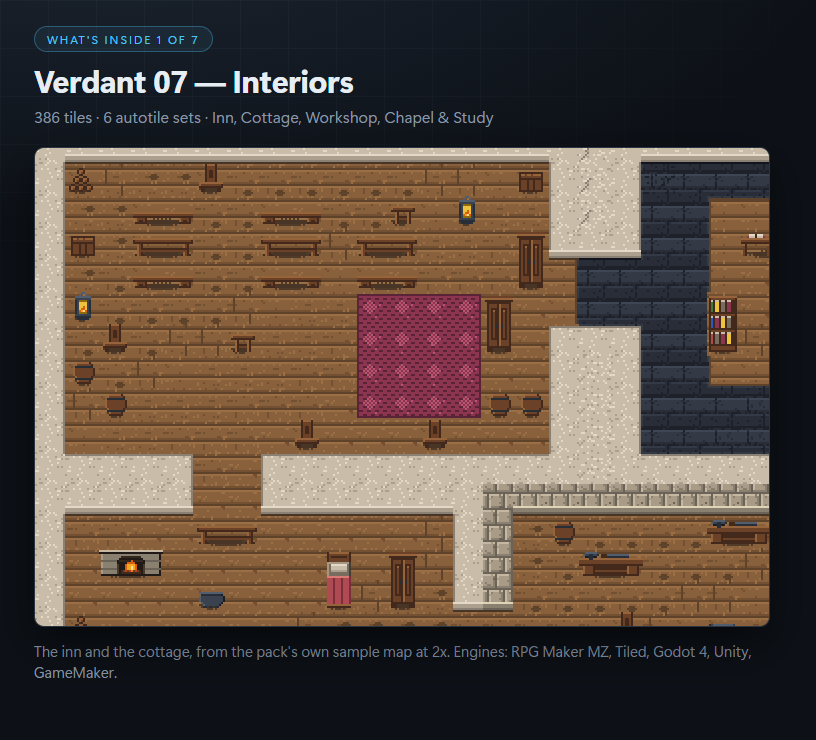 WHAT'S INSIDE 1 OF 7
Verdant 07 — Interiors
386 tiles · 6 autotile sets · Inn, Cottage, Workshop, Chapel & Study
The inn and the cottage, from the pack's own sample map at 2x. Engines: RPG Maker MZ, Tiled, Godot 4, Unity,
GameMaker.